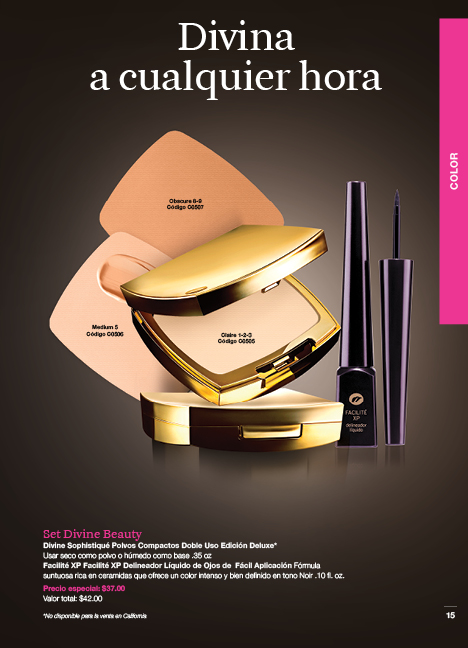 Divina
a cualquier hora
COLOR
Obscure 8-9
Código G0507
Medium 5
Código G0506
Claire 1-2-3
Código G0505
FACILITÉ
XP
delineador
líquido
Set Divine Beauty
Divine Sophistiqué Polvos Compactos Doble Uso Edición Deluxe*
Usar seco como polvo o húmedo como base .35 oz
Facilité XP Facilité XP Delineador Líquido de Ojos de Fácil Aplicación Fórmula
suntuosa rica en ceramidas que ofrece un color intenso y bien definido en tono Noir .10 fl. oz.
Precio especial: $37.00
Valor total: $42.00
*No disponible para la venta en California
15